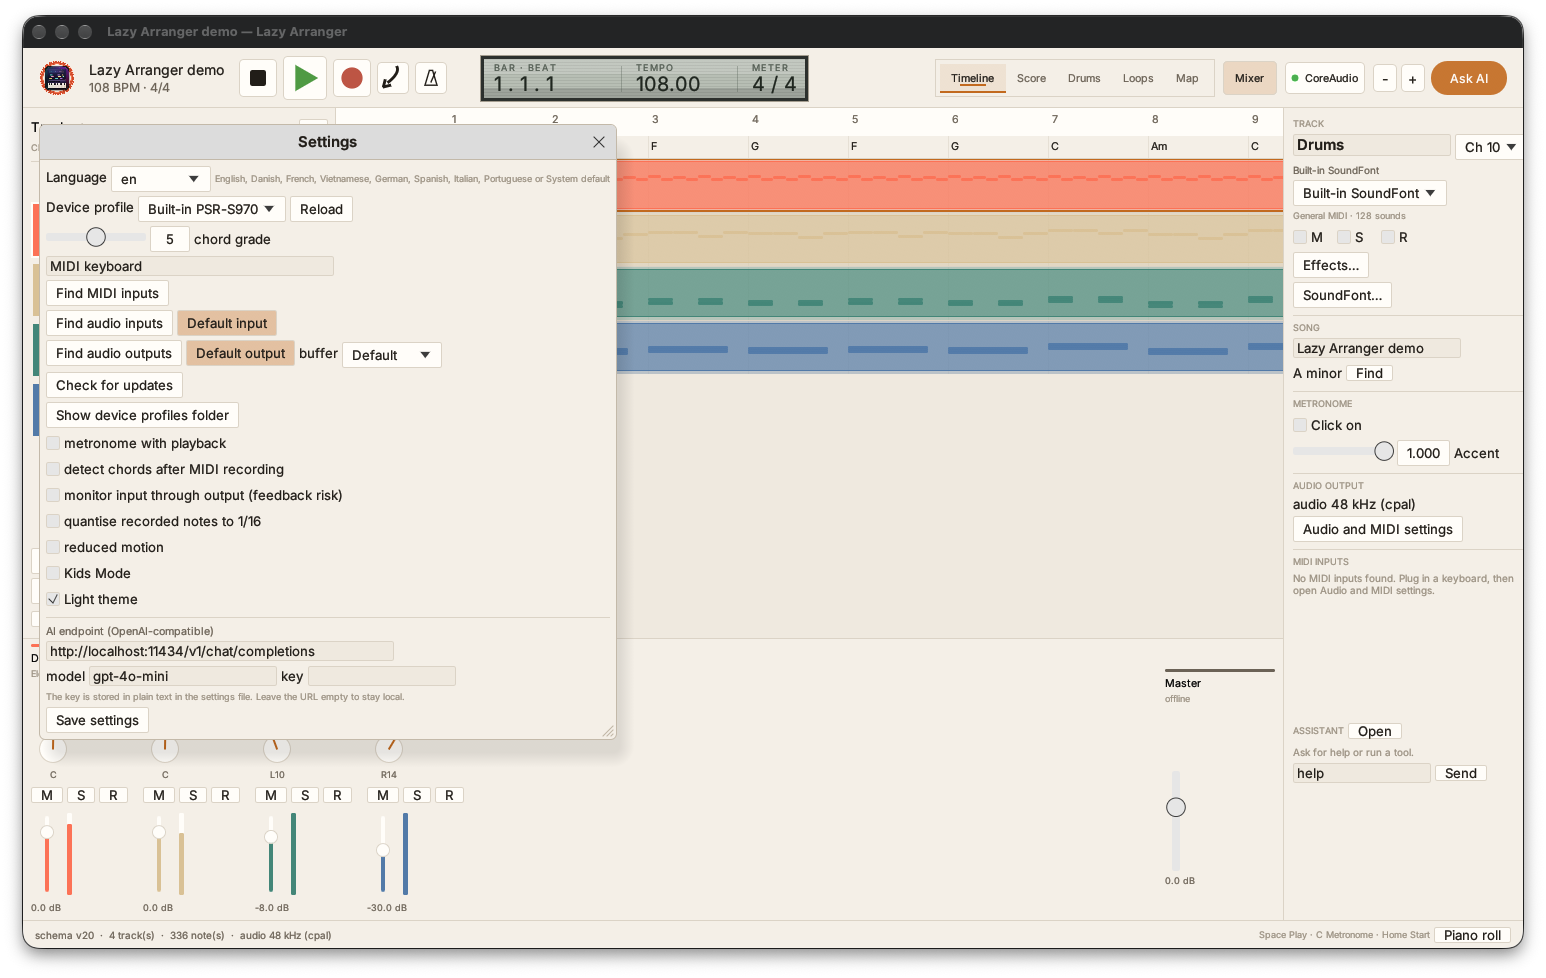 Lazy Arranger demo — Lazy Arranger
Lazy Arranger demo
108 BPM · 4/4
BAR · BEAT
1.1.1
TEMPO
108.00
METER
4 / 4
Timeline
Score
Drums
Loops
Map
Mixer
CoreAudio
-
+
Ask AI
1
2
3
4
5
6
7
8
9
F
G
F
G
C
Am
C
Settings
Language
en
English, Danish, French, Vietnamese, German, Spanish, Italian, Portuguese or System default
Device profile
Built-in PSR-S970
Reload
5
chord grade
MIDI keyboard
Find MIDI inputs
Find audio inputs
Default input
Find audio outputs
Default output
buffer
Default
Check for updates
Show device profiles folder
metronome with playback
detect chords after MIDI recording
monitor input through output (feedback risk)
quantise recorded notes to 1/16
reduced motion
Kids Mode
Light theme
AI endpoint (OpenAI-compatible)
http://localhost:11434/v1/chat/completions
model
gpt-4o-mini
key
The key is stored in plain text in the settings file. Leave the URL empty to stay local.
Save settings
TRACK
Drums
Ch 10
Built-in SoundFont
Built-in SoundFont
General MIDI · 128 sounds
M
S
R
Effects...
SoundFont...
SONG
Lazy Arranger demo
A minor
Find
METRONOME
Click on
1.000
Accent
AUDIO OUTPUT
audio 48 kHz (cpal)
Audio and MIDI settings
MIDI INPUTS
No MIDI inputs found. Plug in a keyboard, then
open Audio and MIDI settings.
ASSISTANT
Open
Ask for help or run a tool.
help
Send
Master
offline
0.0 dB
C
C
L10
R14
M S R
M S R
M S R
M S R
0.0 dB
0.0 dB
-8.0 dB
-30.0 dB
schema v20 · 4 track(s) · 336 note(s) · audio 48 kHz (cpal)
Space Play · C Metronome · Home Start
Piano roll